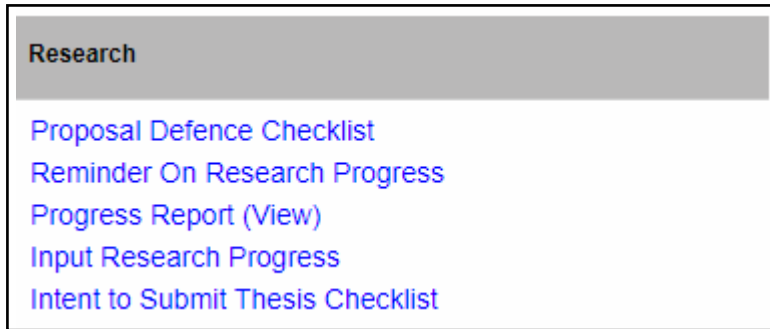 Research
Proposal Defence Checklist
Reminder On Research Progress
Progress Report (View)
Input Research Progress
Intent to Submit Thesis Checklist